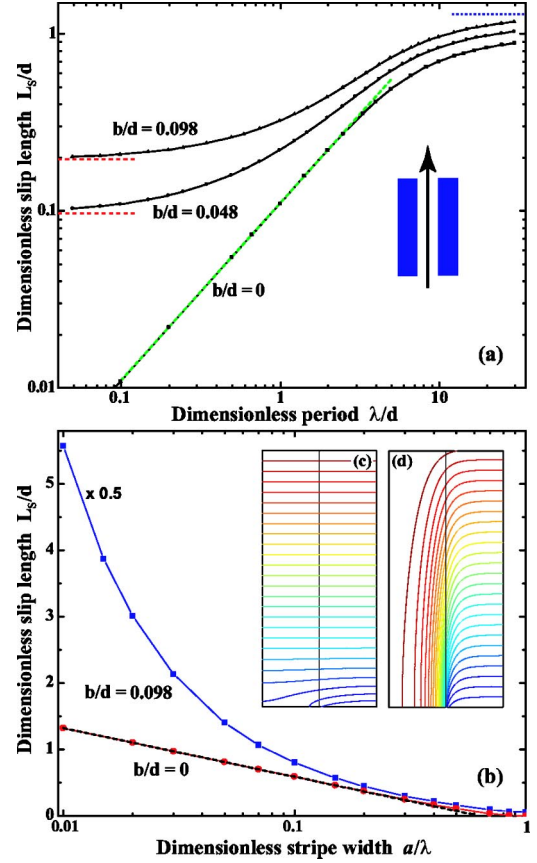 1
0.1
0.01
Dimensionless slip length Lₛ/d
b/d = 0.098
b/d = 0.048
b/d = 0
(a)
0.1
1
10
Dimensionless period λ/d
5
4
3
2
1
0
Dimensionless slip length Lₛ/d
x 0.5
(c)
(d)
b/d = 0.098
b/d = 0
(b)
0.01
0.1
1
Dimensionless stripe width a/λ